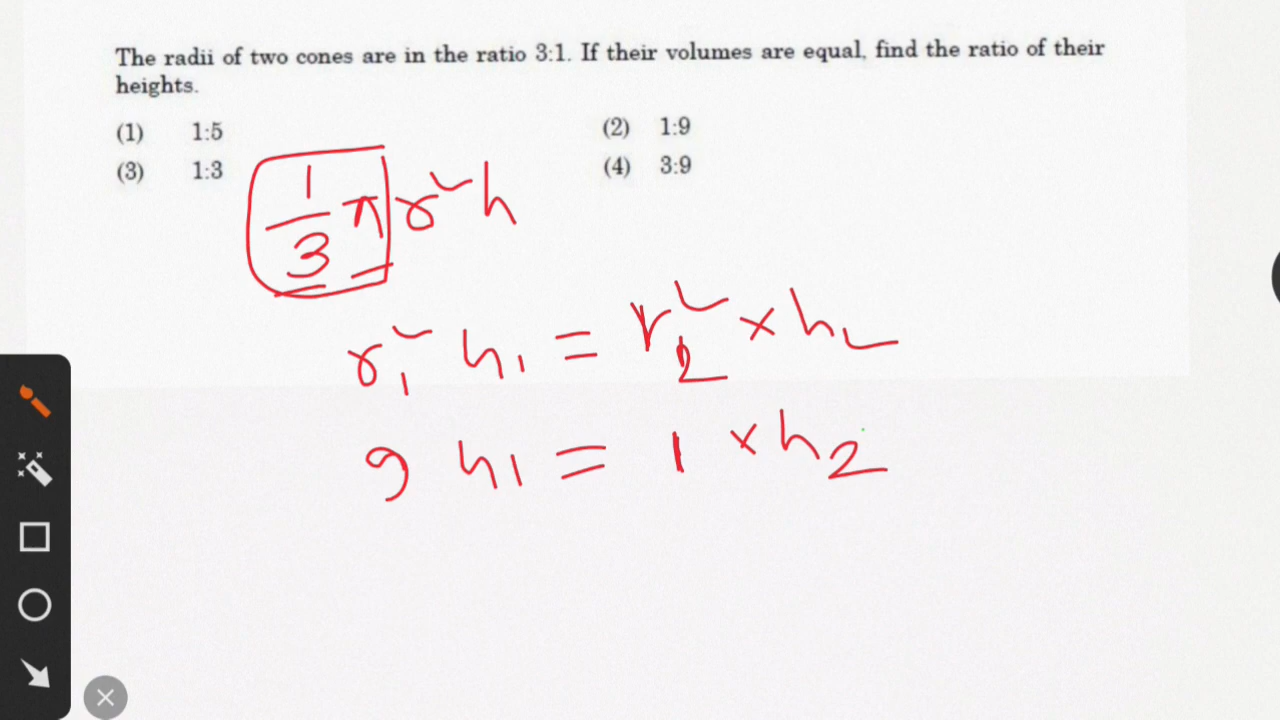 The radii of two cones are in the ratio 3:1. If their volumes are equal, find the ratio of their
heights.
(1) 1:5 (2) 1:9
(3) 1:3 (4) 3:9
1/3 π r² h
r₁² h₁ = r₂² × h₂
9 h₁ = 1 × h₂